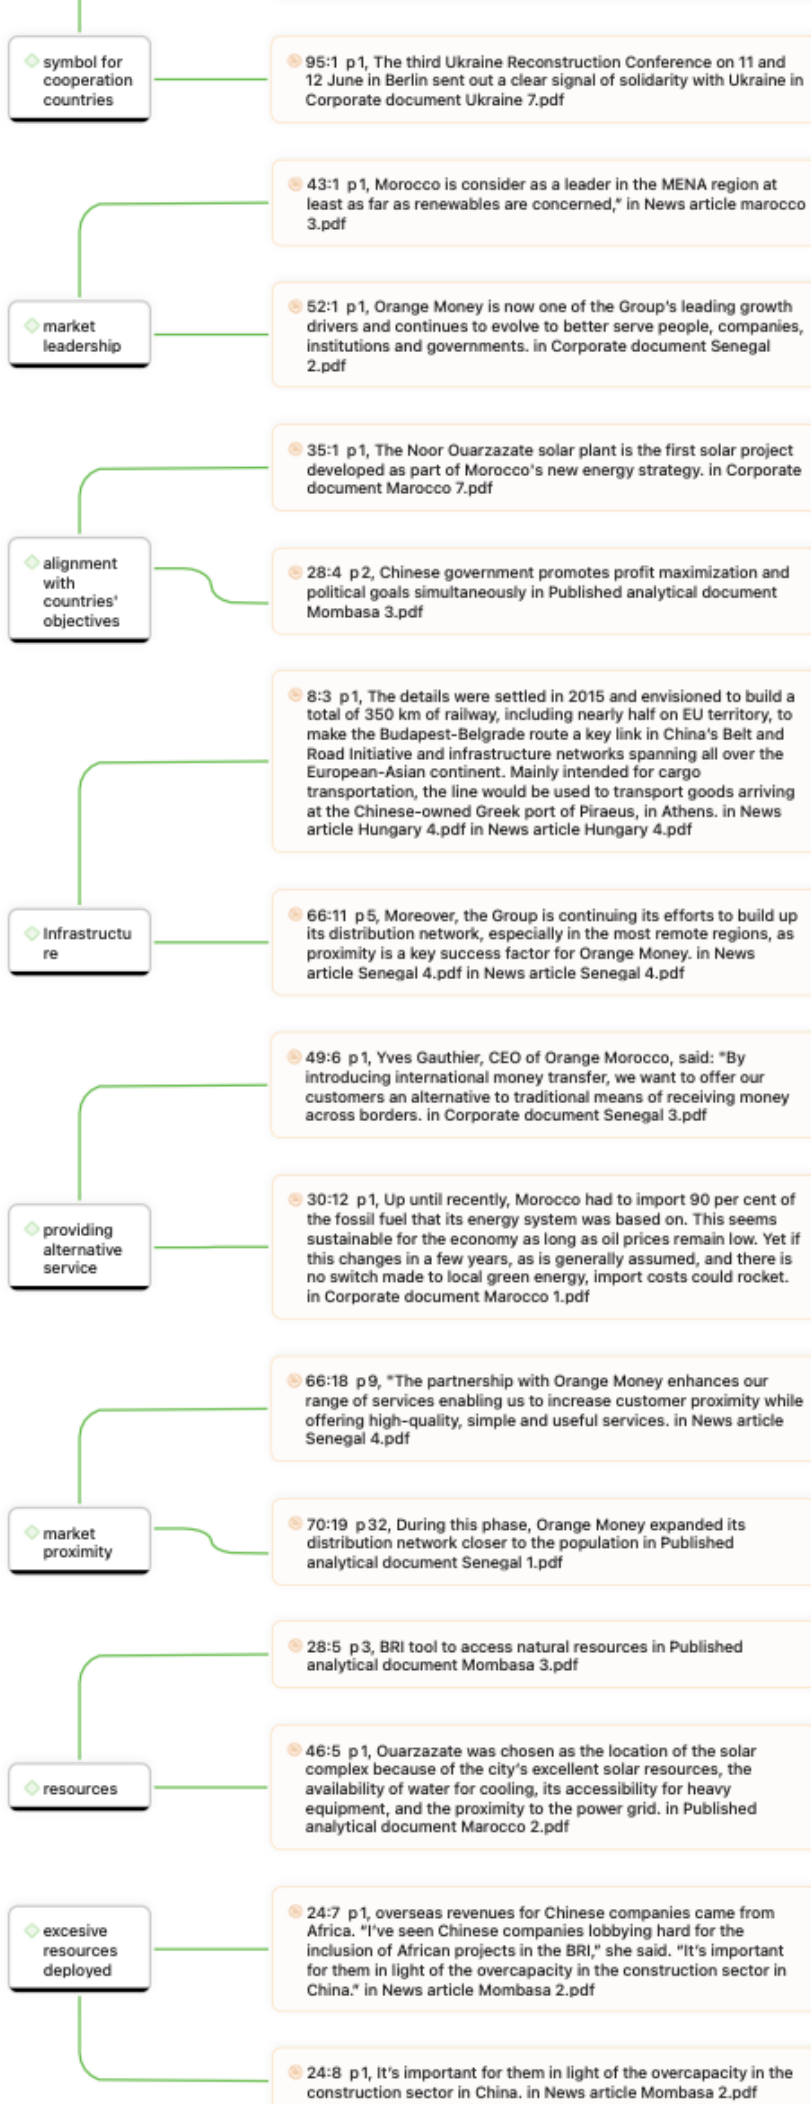 symbol for
cooperation
countries
95:1 p 1, The third Ukraine Reconstruction Conference on 11 and
12 June in Berlin sent out a clear signal of solidarity with Ukraine in
Corporate document Ukraine 7.pdf
43:1 p 1, Morocco is consider as a leader in the MENA region at
least as far as renewables are concerned,” in News article marocco
3.pdf
market
leadership
52:1 p 1, Orange Money is now one of the Group’s leading growth
drivers and continues to evolve to better serve people, companies,
institutions and governments. in Corporate document Senegal
2.pdf
35:1 p 1, The Noor Ouarzazate solar plant is the first solar project
developed as part of Morocco's new energy strategy. in Corporate
document Marocco 7.pdf
alignment
with
countries'
objectives
28:4 p 2, Chinese government promotes profit maximization and
political goals simultaneously in Published analytical document
Mombasa 3.pdf
8:3 p 1, The details were settled in 2015 and envisioned to build a
total of 350 km of railway, including nearly half on EU territory, to
make the Budapest-Belgrade route a key link in China’s Belt and
Road Initiative and infrastructure networks spanning all over the
European-Asian continent. Mainly intended for cargo
transportation, the line would be used to transport goods arriving
at the Chinese-owned Greek port of Piraeus, in Athens. in News
article Hungary 4.pdf in News article Hungary 4.pdf
Infrastructu
re
66:11 p 5, Moreover, the Group is continuing its efforts to build up
its distribution network, especially in the most remote regions, as
proximity is a key success factor for Orange Money. in News
article Senegal 4.pdf in News article Senegal 4.pdf
49:6 p 1, Yves Gauthier, CEO of Orange Morocco, said: "By
introducing international money transfer, we want to offer our
customers an alternative to traditional means of receiving money
across borders. in Corporate document Senegal 3.pdf
providing
alternative
service
30:12 p 1, Up until recently, Morocco had to import 90 per cent of
the fossil fuel that its energy system was based on. This seems
sustainable for the economy as long as oil prices remain low. Yet if
this changes in a few years, as is generally assumed, and there is
no switch made to local green energy, import costs could rocket.
in Corporate document Marocco 1.pdf
66:18 p 9, "The partnership with Orange Money enhances our
range of services enabling us to increase customer proximity while
offering high-quality, simple and useful services. in News article
Senegal 4.pdf
market
proximity
70:19 p 32, During this phase, Orange Money expanded its
distribution network closer to the population in Published
analytical document Senegal 1.pdf
28:5 p 3, BRI tool to access natural resources in Published
analytical document Mombasa 3.pdf
resources
46:5 p 1, Ouarzazate was chosen as the location of the solar
complex because of the city’s excellent solar resources, the
availability of water for cooling, its accessibility for heavy
equipment, and the proximity to the power grid. in Published
analytical document Marocco 2.pdf
excesive
resources
deployed
24:7 p 1, overseas revenues for Chinese companies came from
Africa. “I’ve seen Chinese companies lobbying hard for the
inclusion of African projects in the BRI,” she said. “It’s important
for them in light of the overcapacity in the construction sector in
China.” in News article Mombasa 2.pdf
24:8 p 1, It’s important for them in light of the overcapacity in the
construction sector in China. in News article Mombasa 2.pdf